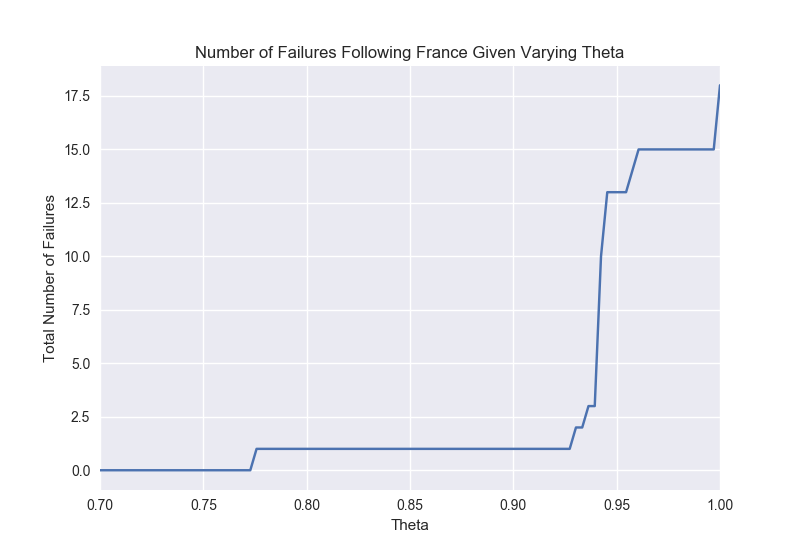 Number of Failures Following France Given Varying Theta
17.5
15.0
12.5
10.0
7.5
5.0
2.5
0.0
Total Number of Failures
0.70 0.75 0.80 0.85 0.90 0.95 1.00
Theta